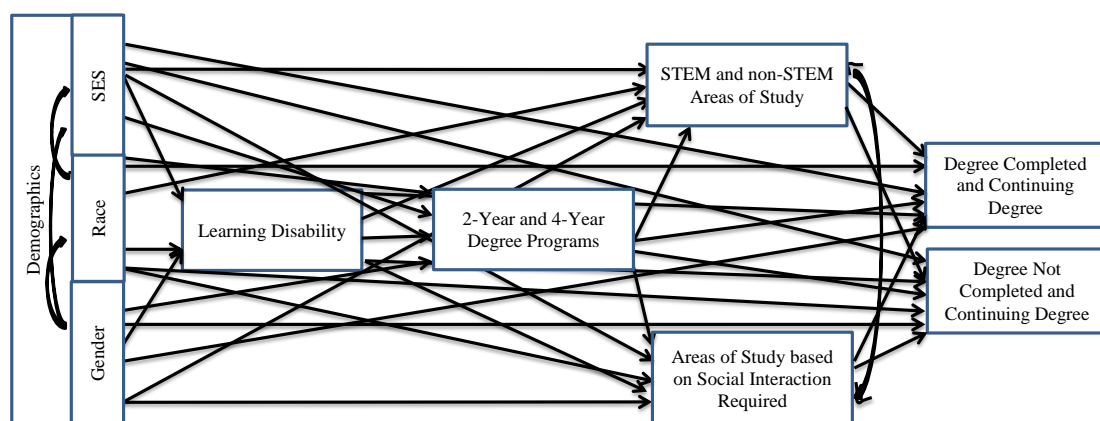 Demographics
SES
Race
Gender
Learning Disability
2-Year and 4-Year
Degree Programs
STEM and non-STEM
Areas of Study
Areas of Study based
on Social Interaction
Required
Degree Completed
and Continuing
Degree
Degree Not
Completed and
Continuing Degree